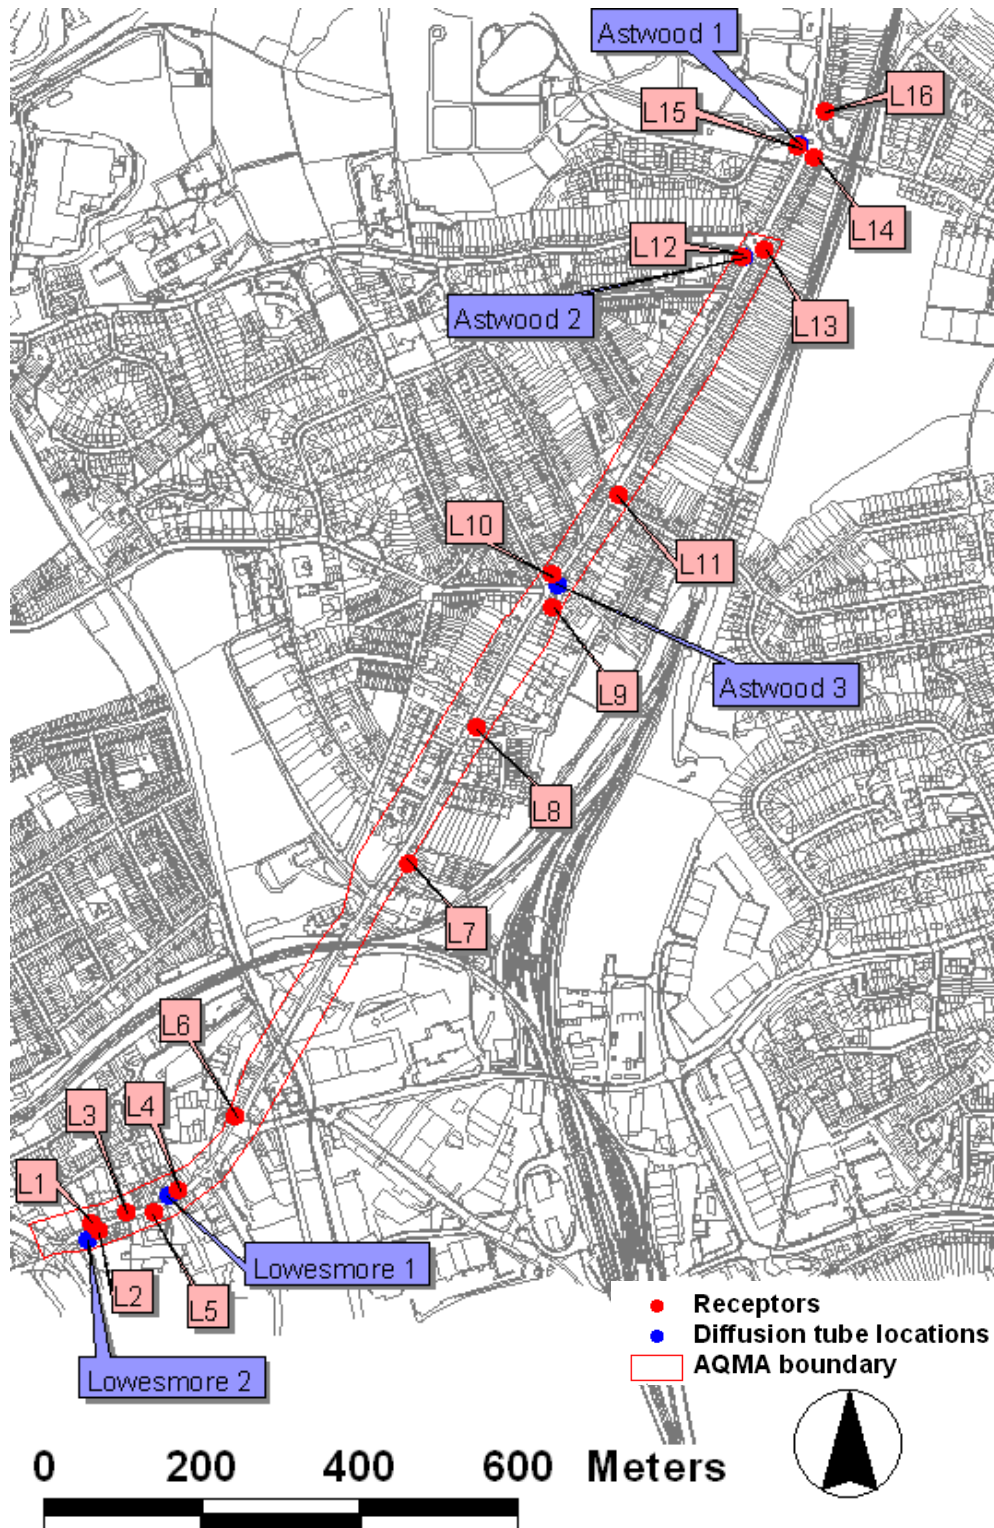 Astwood 1
L16
L15
L14
L12
Astwood 2
L13
L10
L11
L9
Astwood 3
L8
L7
L6
L3
L4
L1
Lowesmore 1
L2
L5
Receptors
Diffusion tube locations
AQMA boundary
Lowesmore 2
0 200 400 600 Meters